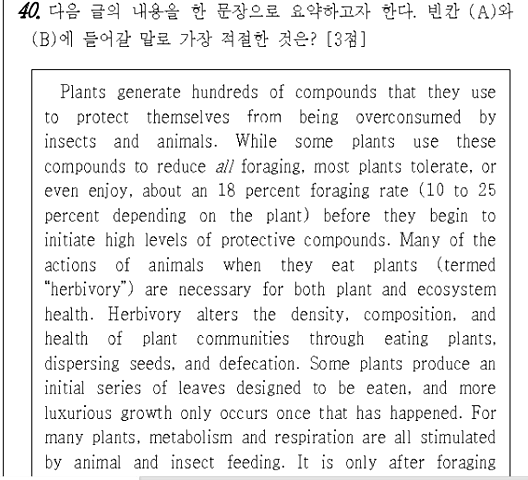 40. 다음 글의 내용을 한 문장으로 요약하고자 한다. 빈칸 (A)와
(B)에 들어갈 말로 가장 적절한 것은? [3점]
Plants generate hundreds of compounds that they use
to protect themselves from being overconsumed by
insects and animals. While some plants use these
compounds to reduce all foraging, most plants tolerate, or
even enjoy, about an 18 percent foraging rate (10 to 25
percent depending on the plant) before they begin to
initiate high levels of protective compounds. Many of the
actions of animals when they eat plants (termed
"herbivory") are necessary for both plant and ecosystem
health. Herbivory alters the density, composition, and
health of plant communities through eating plants,
dispersing seeds, and defecation. Some plants produce an
initial series of leaves designed to be eaten, and more
luxurious growth only occurs once that has happened. For
many plants, metabolism and respiration are all stimulated
by animal and insect feeding. It is only after foraging